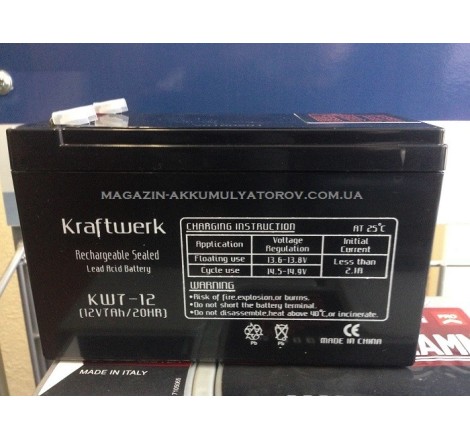 MAGAZIN-AKKUMULYATOROV.COM.UA
Kraftwerk
Rechargeable Sealed
Lead Acid Battery
KWT-12
(12V7Ah/20HR)
CHARGING INSTRUCTION AT 25°C
Application Voltage Regulation Initial Current
Floating use 13.6-13.8V Less than 2.1A
Cycle use 14.5-14.9V
WARNING
•Risk of fire,explosion,or burns.
•Do not short the battery terminal.
•Do not disassemble,heat above 40°C,or incinerate.
Pb Pb CE
MADE IN CHINA
MADE IN ITALY
PRO